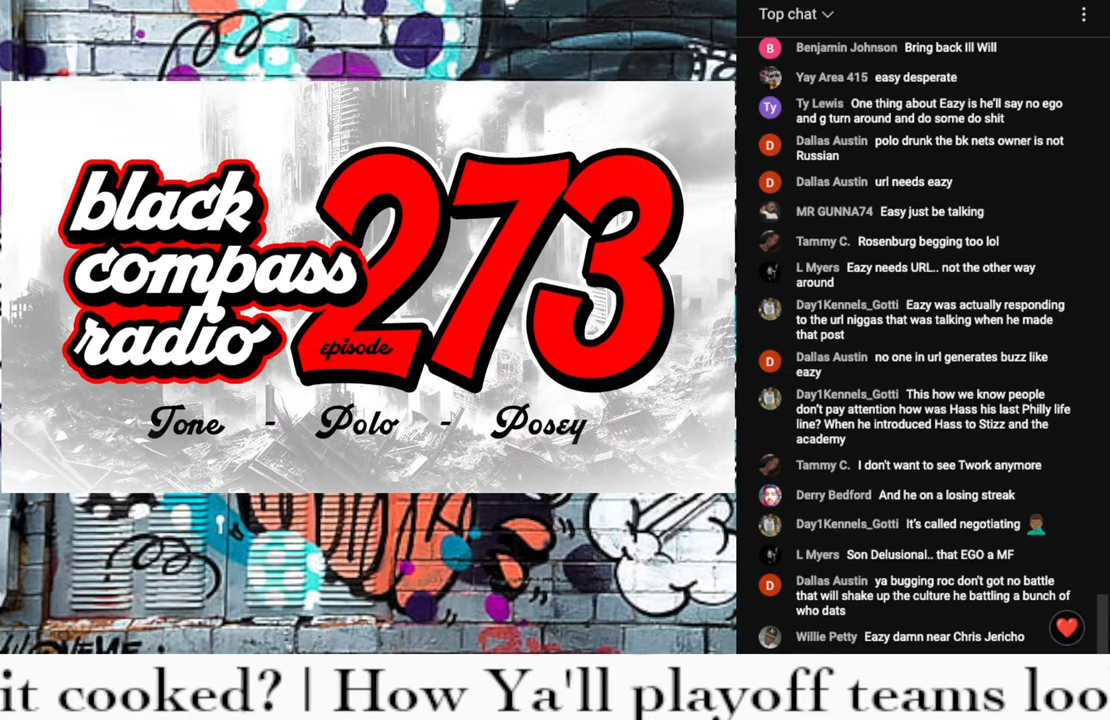 Top chat
Benjamin Johnson Bring back Ill Will
Yay Area 415 easy desperate
Ty Lewis One thing about Eazy is he'll say no ego
and g turn around and do some do shit
Dallas Austin polo drunk the bk nets owner is not
Russian
Dallas Austin url needs eazy
MR GUNNA74 Easy just be talking
Tammy C. Rosenburg begging too lol
L Myers Eazy needs URL.. not the other way
around
Day1Kennels_Gotti Eazy was actually responding
to the url niggas that was talking when he made
that post
Dallas Austin no one in url generates buzz like
eazy
Day1Kennels_Gotti This how we know people
don't pay attention how was Hass his last Philly life
line? When he introduced Hass to Stizz and the
academy
Tammy C. I don't want to see Twork anymore
Derry Bedford And he on a losing streak
Day1Kennels_Gotti It's called negotiating
L Myers Son Delusional.. that EGO a MF
Dallas Austin ya bugging roc don't got no battle
that will shake up the culture he battling a bunch of
who dats
Willie Petty Eazy damn near Chris Jericho
black
compass
radio
273
episode
Tone - Polo - Posey
it cooked? | How Ya'll playoff teams loo